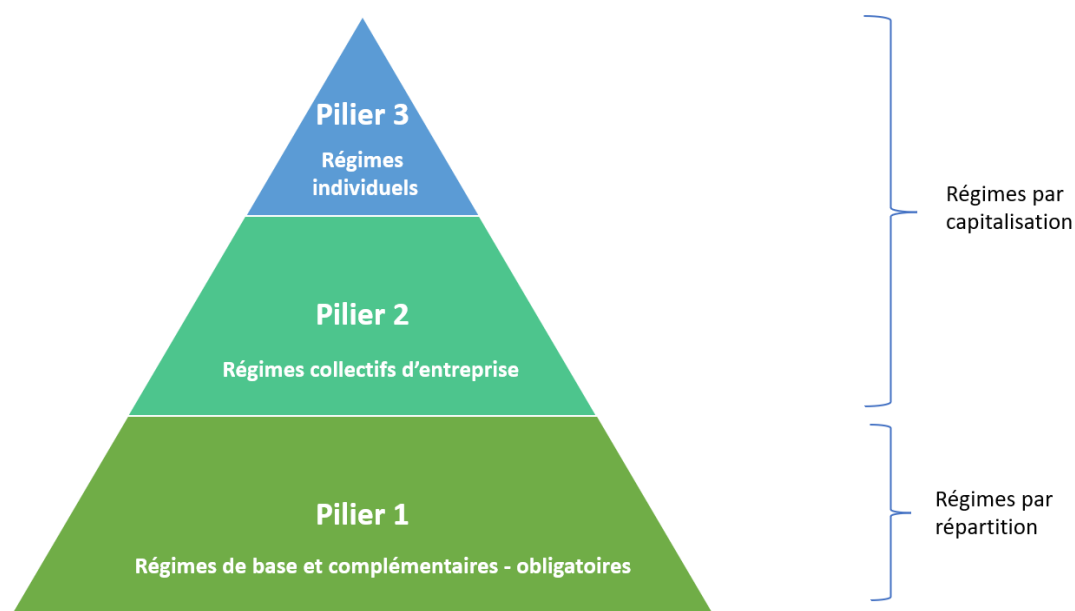 Pilier 3
Régimes
individuels
Régimes par
capitalisation
Pilier 2
Régimes collectifs d’entreprise
Pilier 1
Régimes de base et complémentaires - obligatoires
Régimes par
répartition